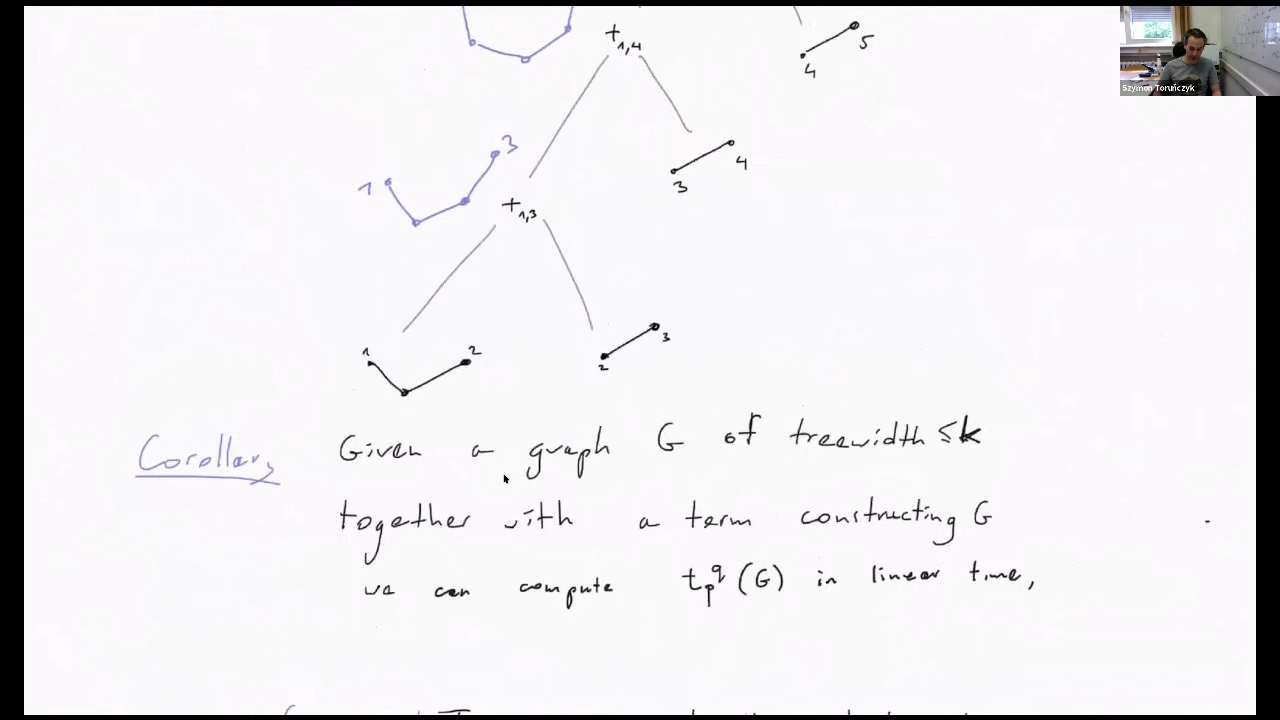 +1,4
5
4
Szymon Toruńczyk
3
4
1
3
+1,3
1
2
2
3
Corollary
Given a graph G of treewidth ≤k
together with a term constructing G
we can compute tp^q (G) in linear time,